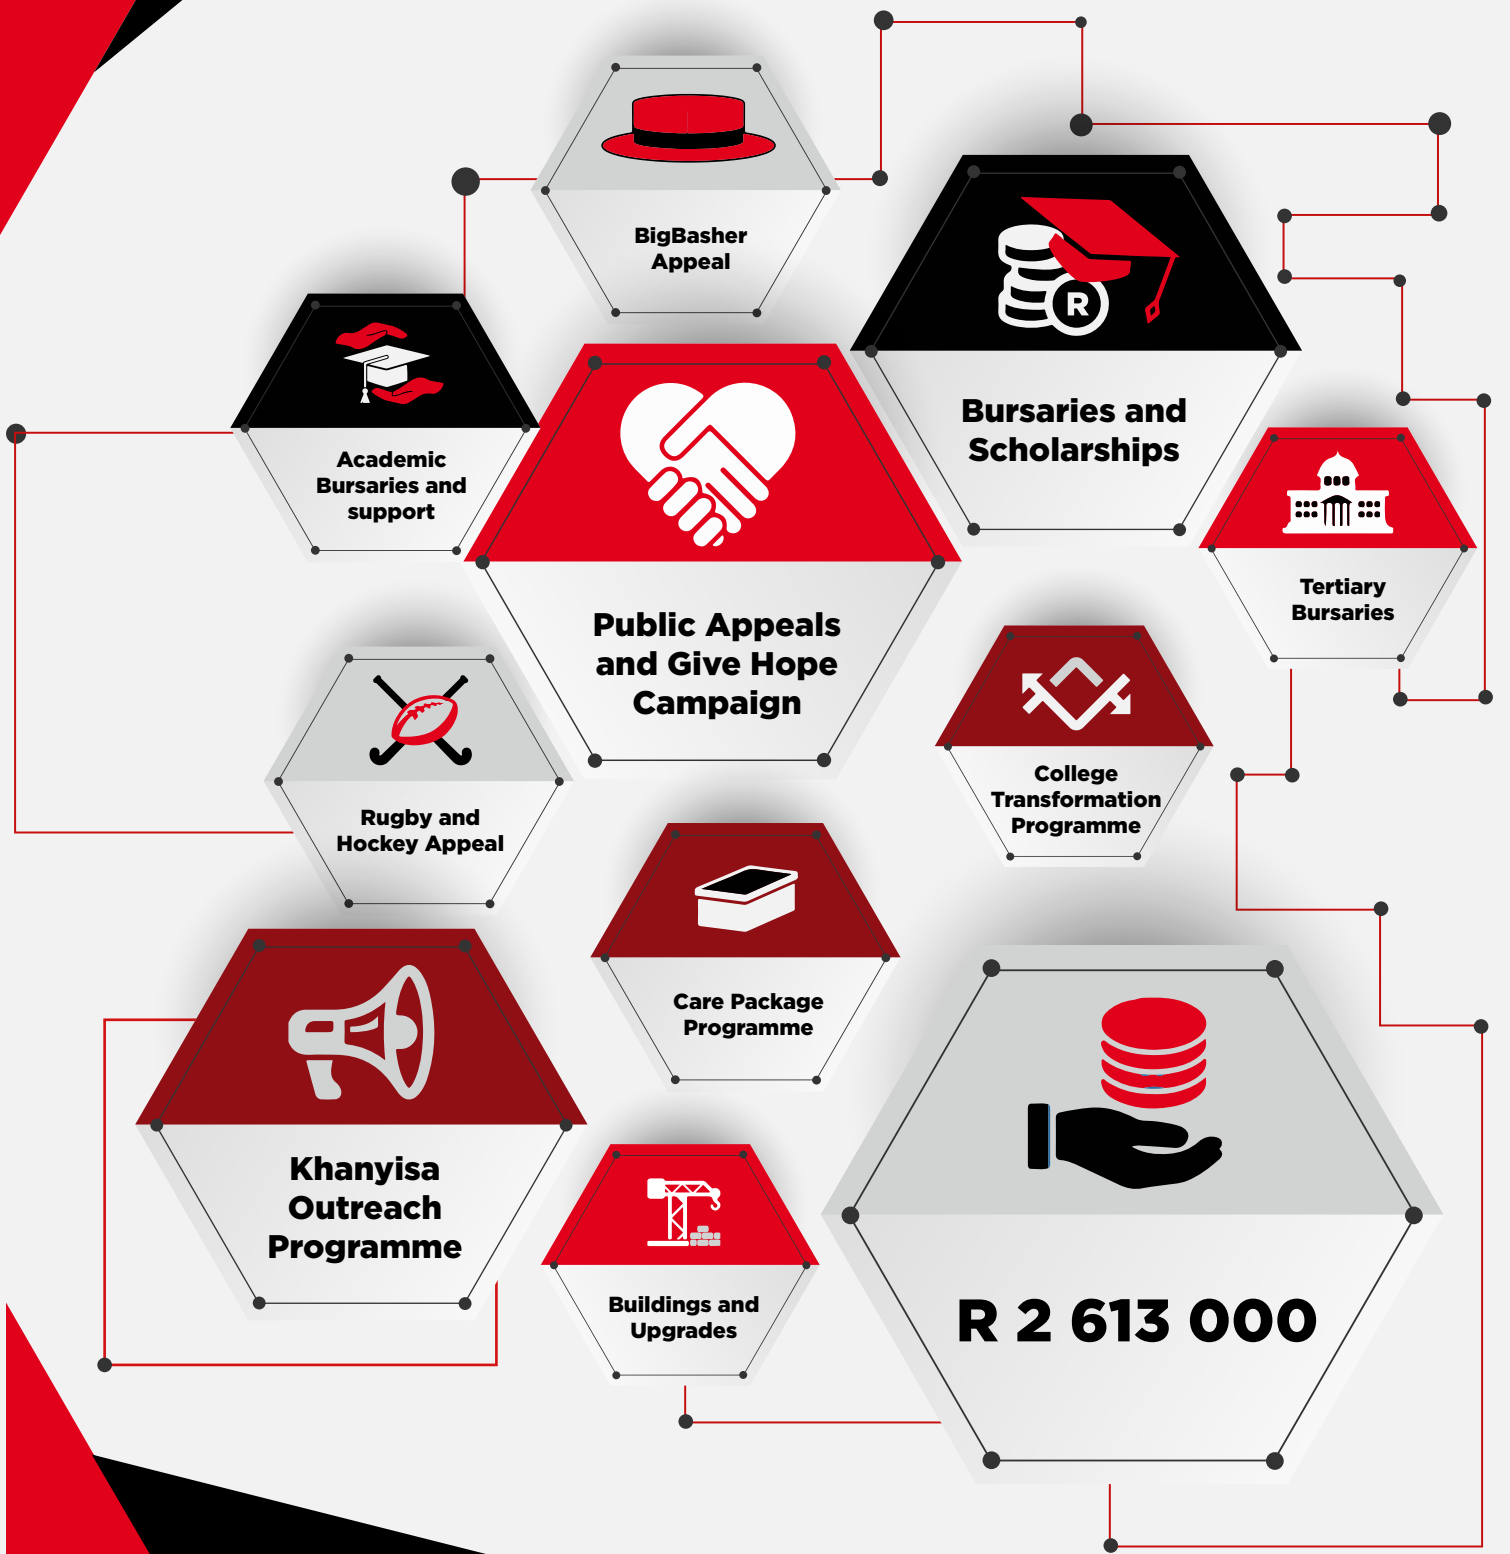 BigBasher
Appeal
R
Bursaries and
Scholarships
Academic
Bursaries and
support
Tertiary
Bursaries
Public Appeals
and Give Hope
Campaign
College
Transformation
Programme
Rugby and
Hockey Appeal
Care Package
Programme
Khanyisa
Outreach
Programme
Buildings and
Upgrades
R 2 613 000